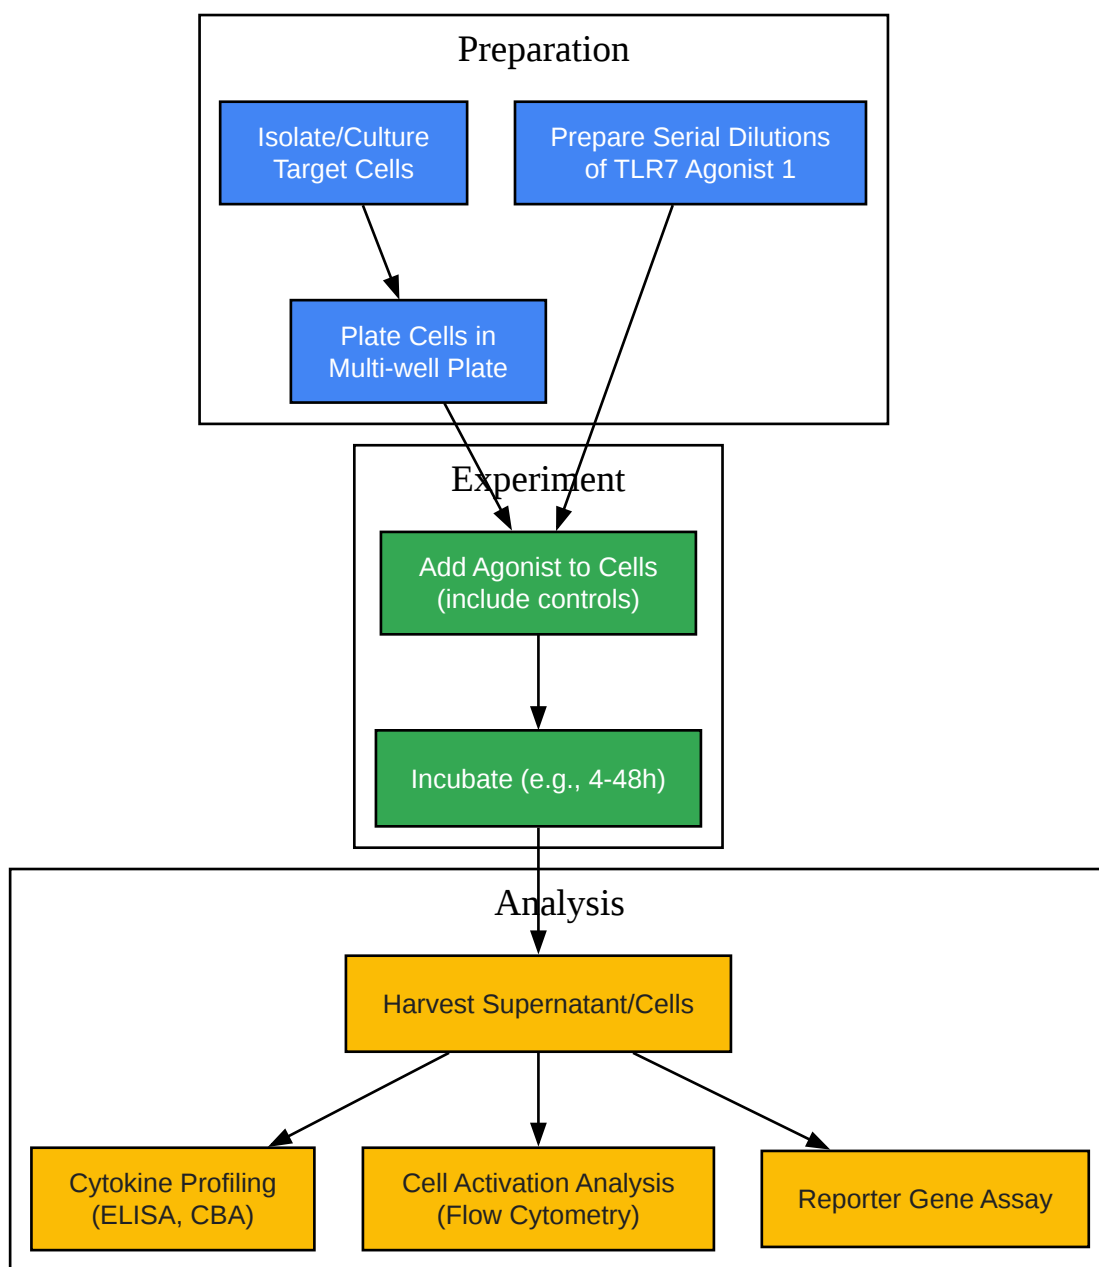 Preparation
Isolate/Culture
Target Cells
Prepare Serial Dilutions
of TLR7 Agonist 1
Plate Cells in
Multi-well Plate
Experiment
Add Agonist to Cells
(include controls)
Incubate (e.g., 4-48h)
Analysis
Harvest Supernatant/Cells
Cytokine Profiling
(ELISA, CBA)
Cell Activation Analysis
(Flow Cytometry)
Reporter Gene Assay